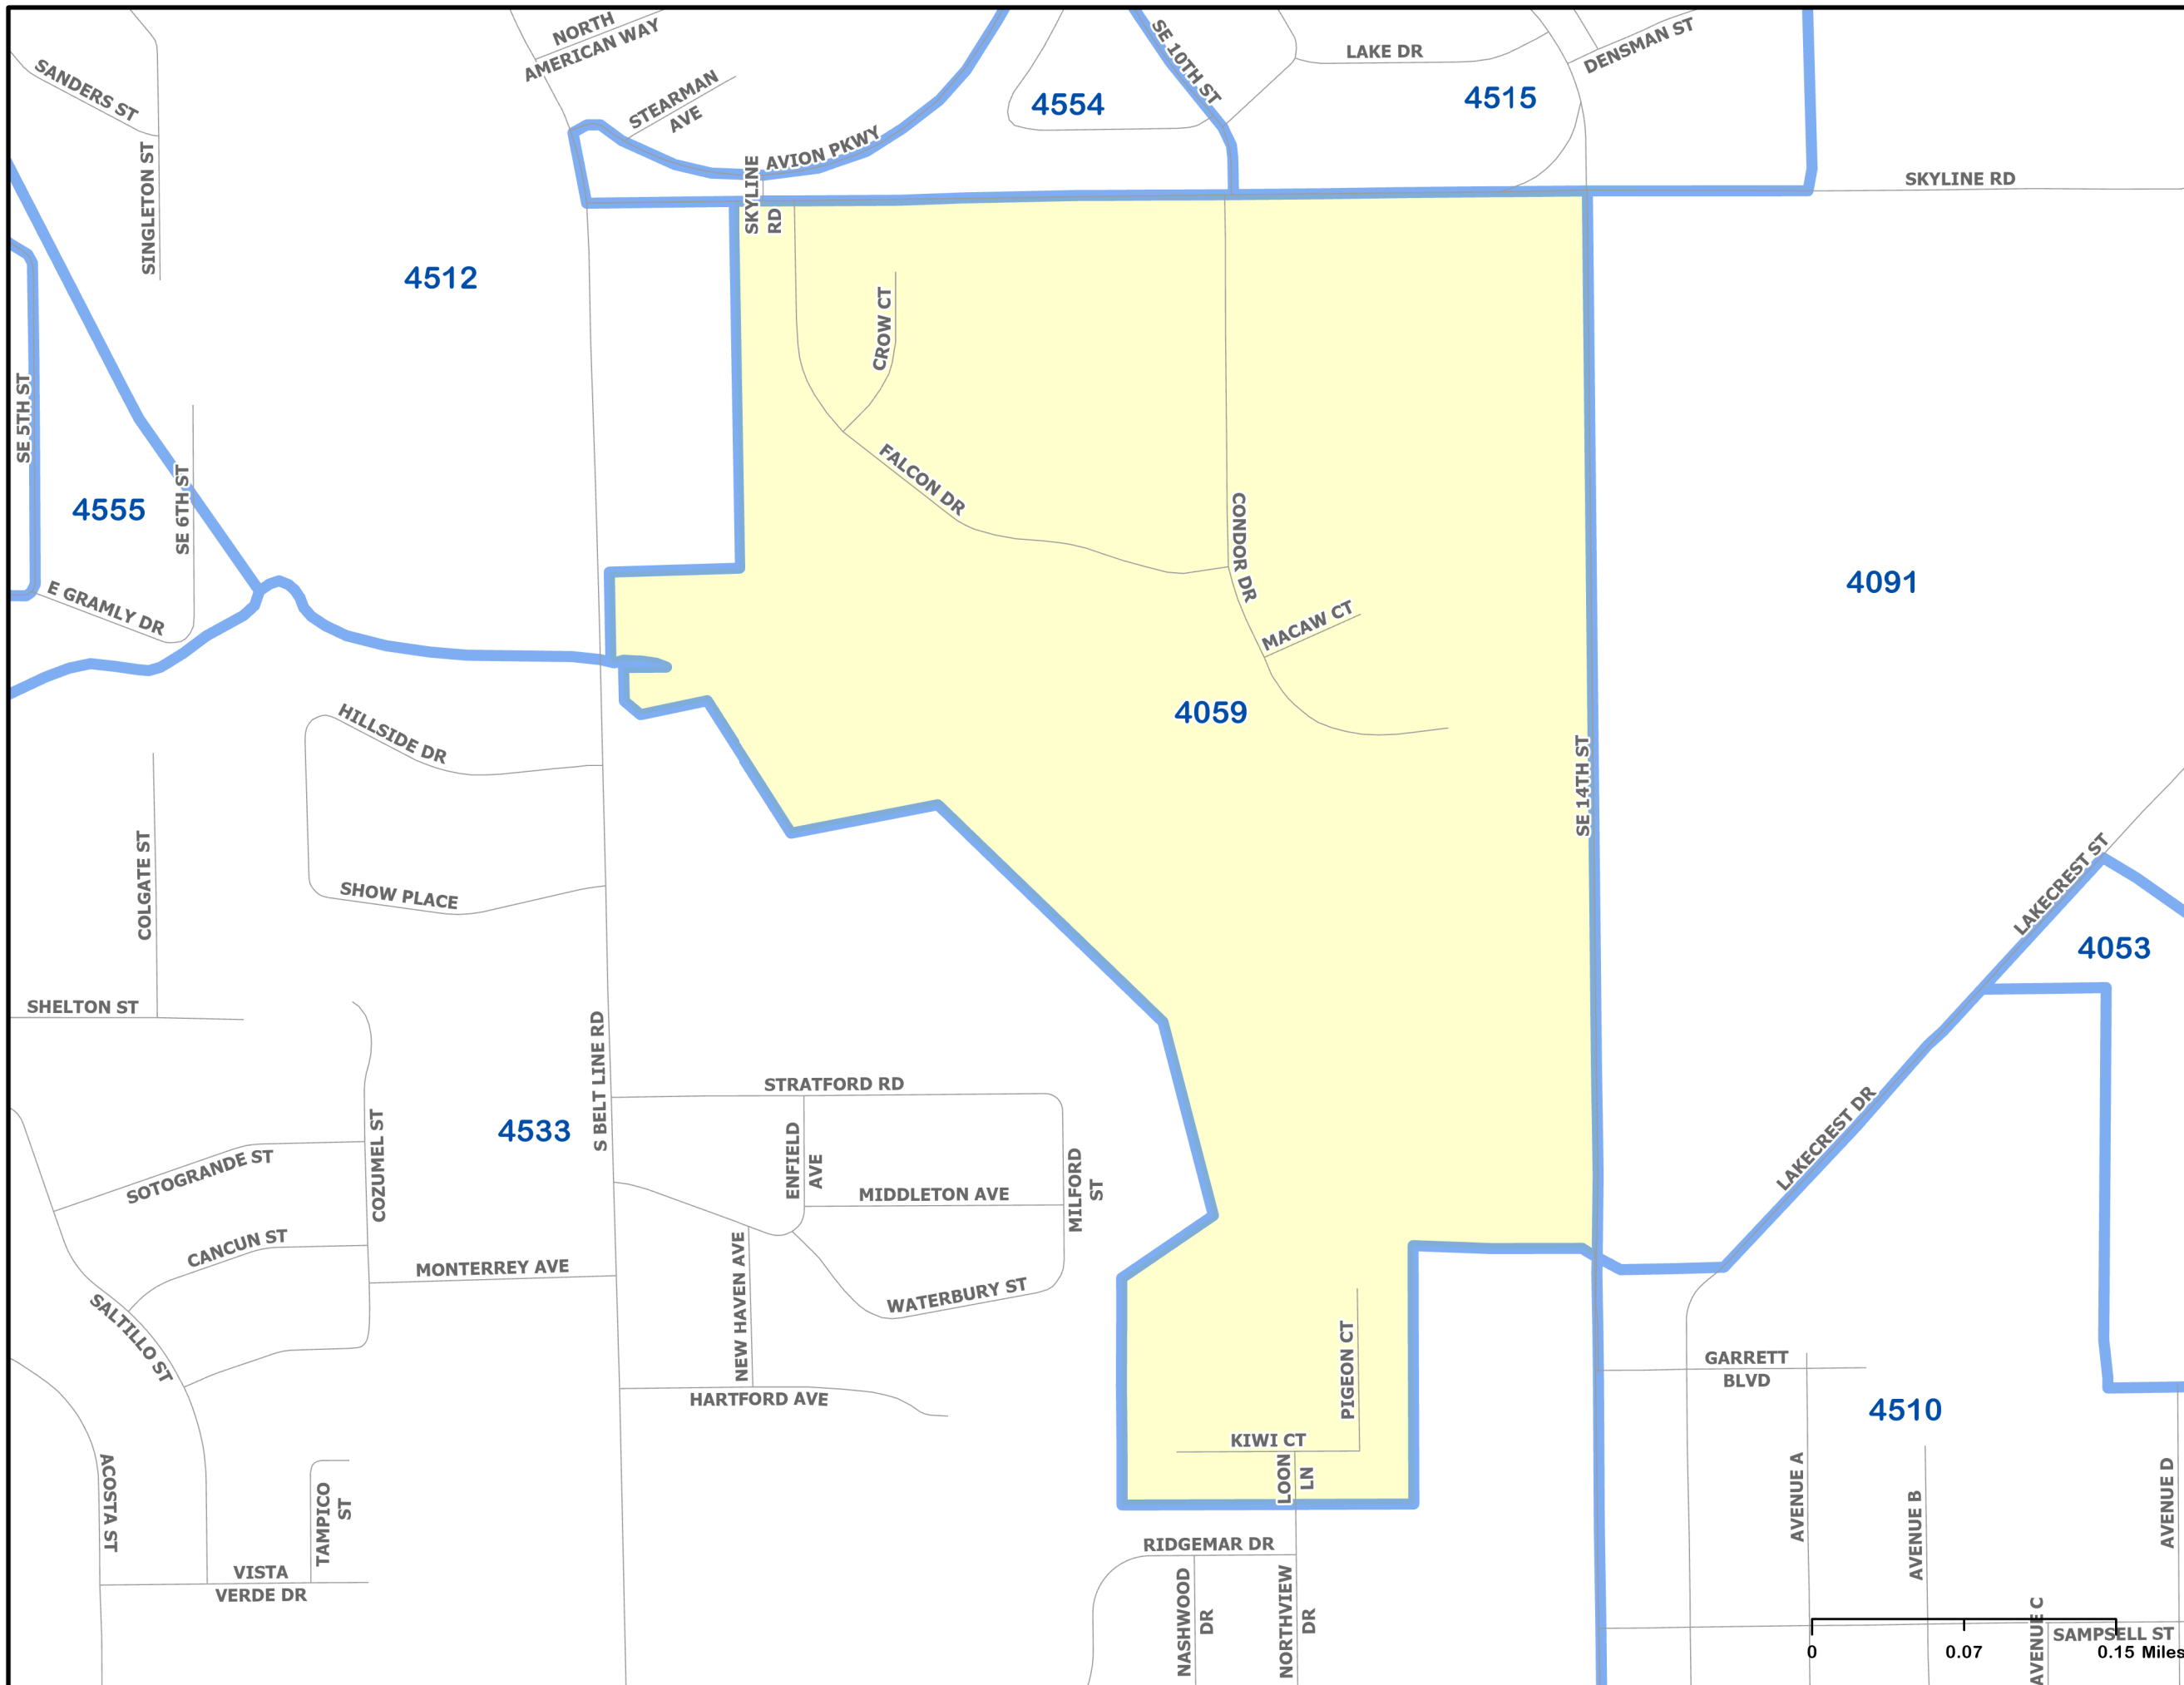 NORTH
AMERICAN WAY
SANDERS ST
STEARMAN
AVE
SE 10TH ST
LAKE DR
DENSMAN ST
4554
4515
AVION PKWY
SINGLETON ST
SKYLINE
RD
SKYLINE RD
4512
CROW CT
SE 5TH ST
4555
SE 6TH ST
FALCON DR
CONDOR DR
4091
E GRAMLY DR
MACAW CT
HILLSIDE DR
4059
SE 14TH ST
COLGATE ST
SHOW PLACE
LAKECREST ST
4053
SHELTON ST
S BELT LINE RD
STRATFORD RD
4533
COZUMEL ST
ENFIELD
AVE
MILFORD
ST
LAKECREST DR
SOTOGRANDE ST
MIDDLETON AVE
CANCUN ST
MONTERREY AVE
NEW HAVEN AVE
WATERBURY ST
SALTILLO ST
PIGEON CT
GARRETT
BLVD
HARTFORD AVE
4510
KIWI CT
LOON
LN
ACOSTA ST
TAMPICO
ST
AVENUE A
AVENUE B
AVENUE D
RIDGEMAR DR
VISTA
VERDE DR
NASHWOOD
DR
NORTHVIEW
DR
AVENUE C
SAMPSELL ST
0 0.07 0.15 Miles